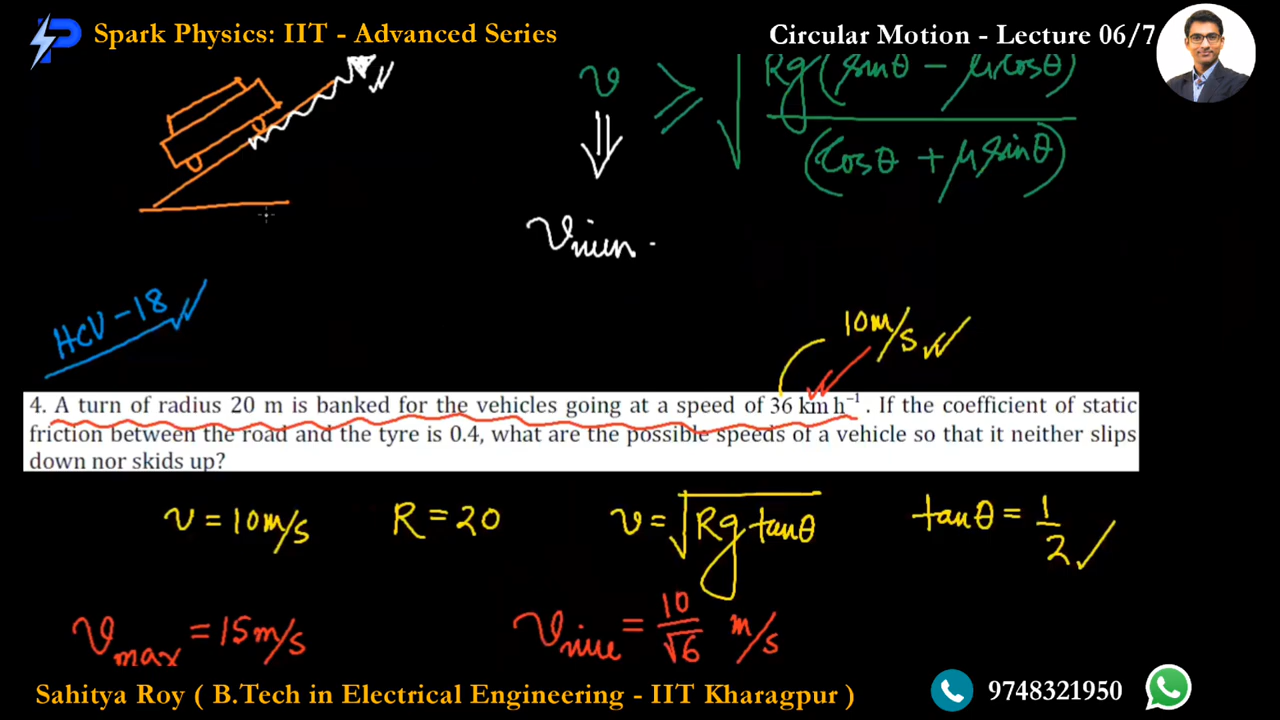 Spark Physics: IIT - Advanced Series
Circular Motion - Lecture 06/7
v ≥ √(Rg(sinθ - μcosθ)/(cosθ + μsinθ))
⇓
Vmin.
HCV-18
10m/s
4. A turn of radius 20 m is banked for the vehicles going at a speed of 36 km h⁻¹. If the coefficient of static
friction between the road and the tyre is 0.4, what are the possible speeds of a vehicle so that it neither slips
down nor skids up?
v = 10m/s R = 20 v = √(Rg tanθ) tanθ = 1/2
Vmax = 15m/s Vmin = 10/√6 m/s
Sahitya Roy ( B.Tech in Electrical Engineering - IIT Kharagpur )
9748321950